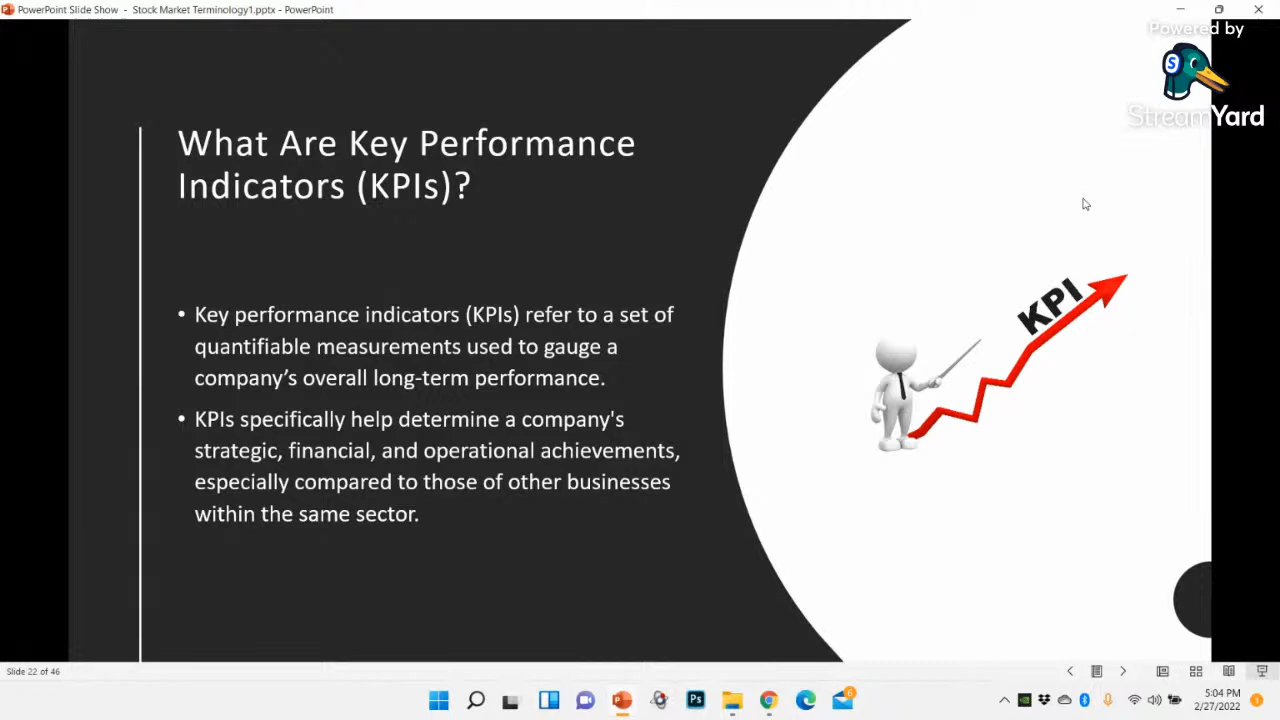 PowerPoint Slide Show - Stock Market Terminology1.pptx - PowerPoint
Powered by
StreamYard
What Are Key Performance
Indicators (KPIs)?
• Key performance indicators (KPIs) refer to a set of
quantifiable measurements used to gauge a
company’s overall long-term performance.
• KPIs specifically help determine a company's
strategic, financial, and operational achievements,
especially compared to those of other businesses
within the same sector.
KPI
Slide 22 of 46
Ps
6
5:04 PM
2/27/2022